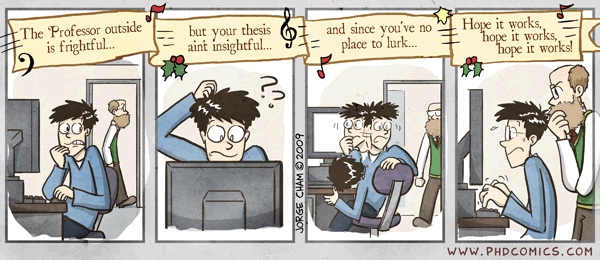 The Professor outside
is frightful...
but your thesis
aint insightful...
and since you've no
place to lurk...
Hope it works,
hope it works,
hope it works!
??
JORGE CHAM © 2009
WWW.PHDCOMICS.COM